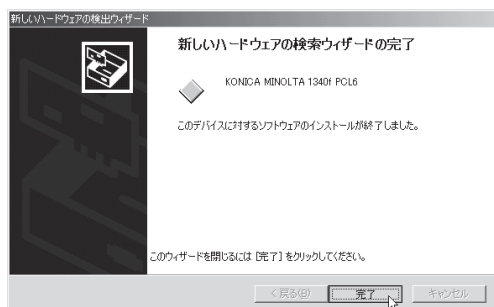 新しいハードウェアの検出ウィザード
新しいハードウェアの検索ウィザードの完了
KONICA MINOLTA 1340f PCL6
このデバイスに対するソフトウェアのインストールが終了しました。
このウィザードを閉じるには [完了] をクリックしてください。
< 戻る(B)
完了
キャンセル